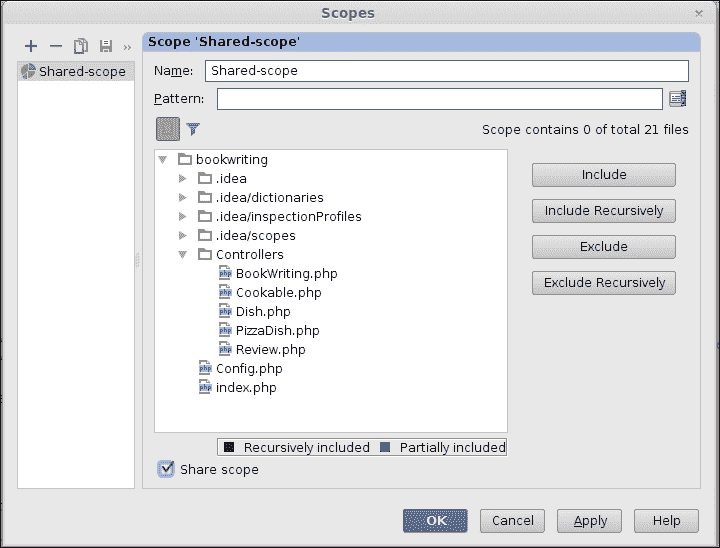 Scopes
Shared-scope
Scope 'Shared-scope'
Name: Shared-scope
Pattern:
Scope contains 0 of total 21 files
bookwriting
.idea
.idea/dictionaries
.idea/inspectionProfiles
.idea/scopes
Controllers
BookWriting.php
Cookable.php
Dish.php
PizzaDish.php
Review.php
Config.php
index.php
Include
Include Recursively
Exclude
Exclude Recursively
Recursively included Partially included
Share scope
OK Cancel Apply Help